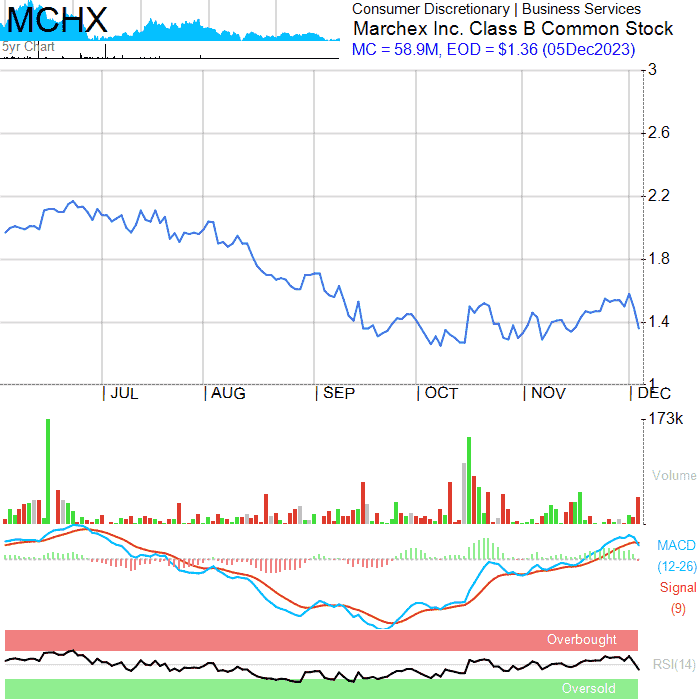 MCHX
5yr Chart
Consumer Discretionary | Business Services
Marchex Inc. Class B Common Stock
MC = 58.9M, EOD = $1.36 (05Dec2023)
3
2.6
2.2
1.8
1.4
1
| JUL | AUG | SEP | OCT | NOV | DEC
173k
Volume
MACD
(12-26)
Signal
(9)
Overbought
RSI(14)
Oversold